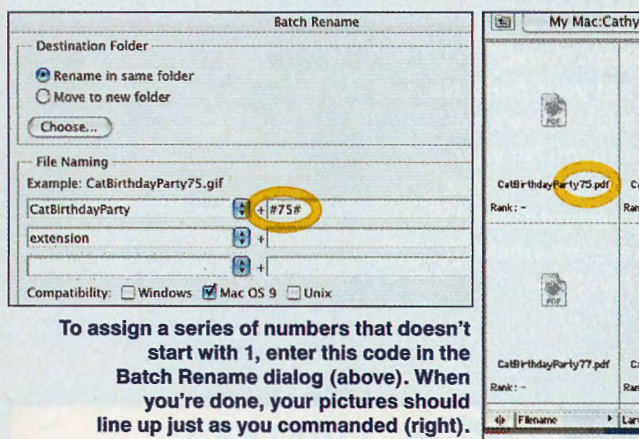 Batch Rename
Destination Folder
Rename in same folder
Move to new folder
Choose...
File Naming
Example: CatBirthdayParty75.gif
CatBirthdayParty + #75#
extension +
+
Compatibility: Windows Mac OS 9 Unix
To assign a series of numbers that doesn't
start with 1, enter this code in the
Batch Rename dialog (above). When
you're done, your pictures should
line up just as you commanded (right).
My Mac:Cathy
PDF
CatBirthdayParty75.pdf
Rank: -
PDF
CatBirthdayParty77.pdf
Rank: -
Filename